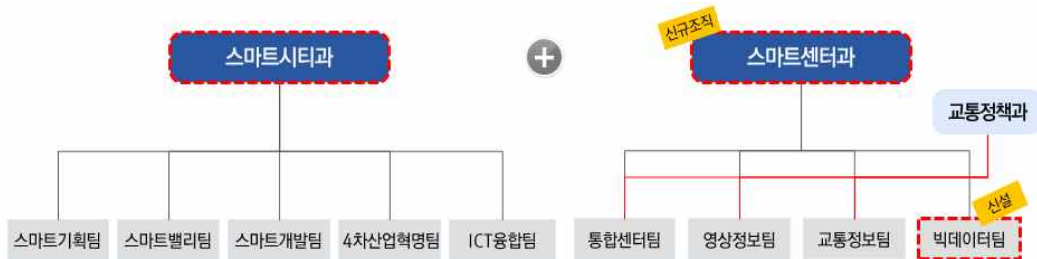 신규조직
스마트시티과
+
스마트센터과
교통정책과
신설
스마트기획팀
스마트밸리팀
스마트개발팀
4차산업혁명팀
ICT융합팀
통합센터팀
영상정보팀
교통정보팀
빅데이터팀